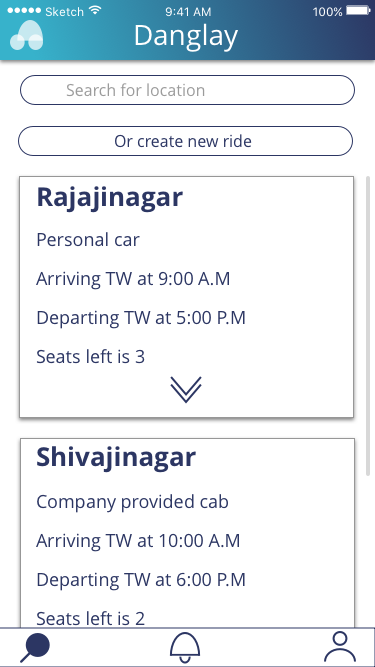 Sketch 9:41 AM 100%
Danglay
Search for location
Or create new ride
Rajajinagar
Personal car
Arriving TW at 9:00 A.M
Departing TW at 5:00 P.M
Seats left is 3
Shivajinagar
Company provided cab
Arriving TW at 10:00 A.M
Departing TW at 6:00 P.M
Seats left is 2